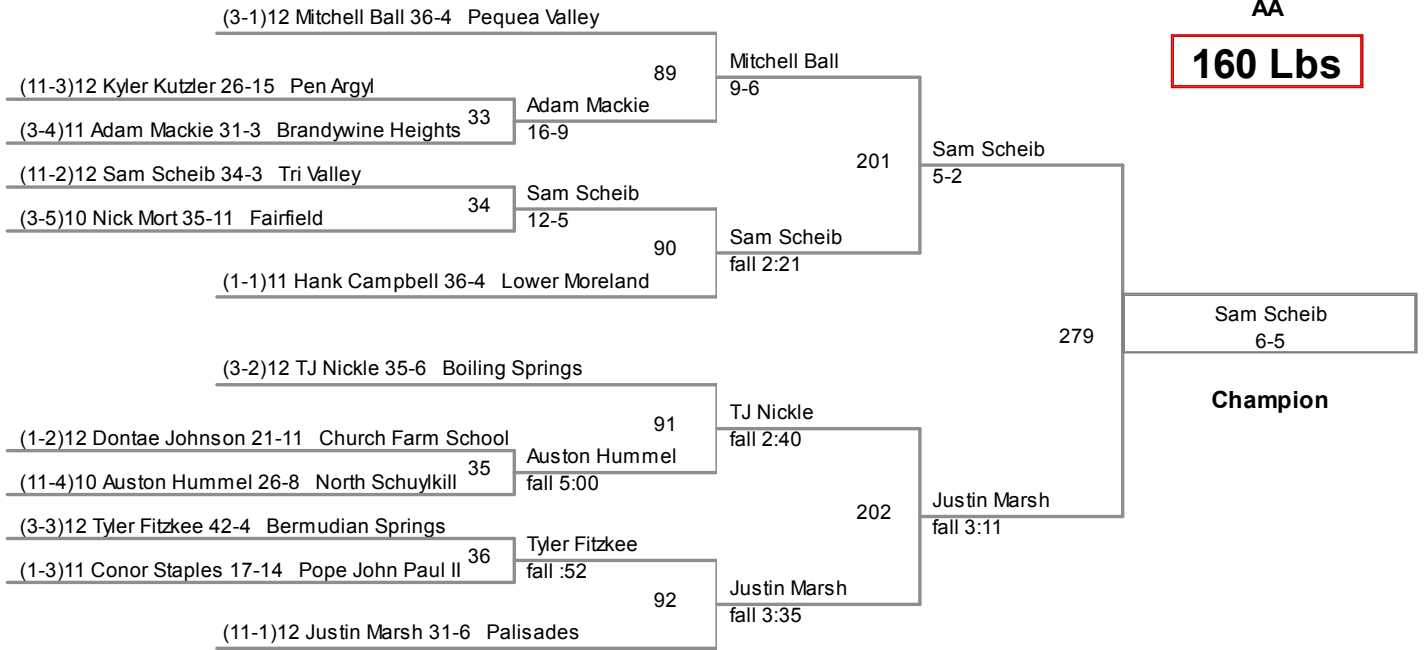 (3-1)12 Mitchell Ball 36-4 Pequea Valley
AA
160 Lbs
89
Mitchell Ball
9-6
(11-3)12 Kyler Kutzler 26-15 Pen Argyl
33
Adam Mackie
16-9
(3-4)11 Adam Mackie 31-3 Brandywine Heights
201
Sam Scheib
5-2
(11-2)12 Sam Scheib 34-3 Tri Valley
34
Sam Scheib
12-5
(3-5)10 Nick Mort 35-11 Fairfield
90
Sam Scheib
fall 2:21
(1-1)11 Hank Campbell 36-4 Lower Moreland
279
Sam Scheib
6-5
Champion
(3-2)12 TJ Nickle 35-6 Boiling Springs
91
TJ Nickle
fall 2:40
(1-2)12 Dontae Johnson 21-11 Church Farm School
35
Auston Hummel
fall 5:00
(11-4)10 Auston Hummel 26-8 North Schuylkill
202
Justin Marsh
fall 3:11
(3-3)12 Tyler Fitzkee 42-4 Bermudian Springs
36
Tyler Fitzkee
fall :52
(1-3)11 Conor Staples 17-14 Pope John Paul II
92
Justin Marsh
fall 3:35
(11-1)12 Justin Marsh 31-6 Palisades